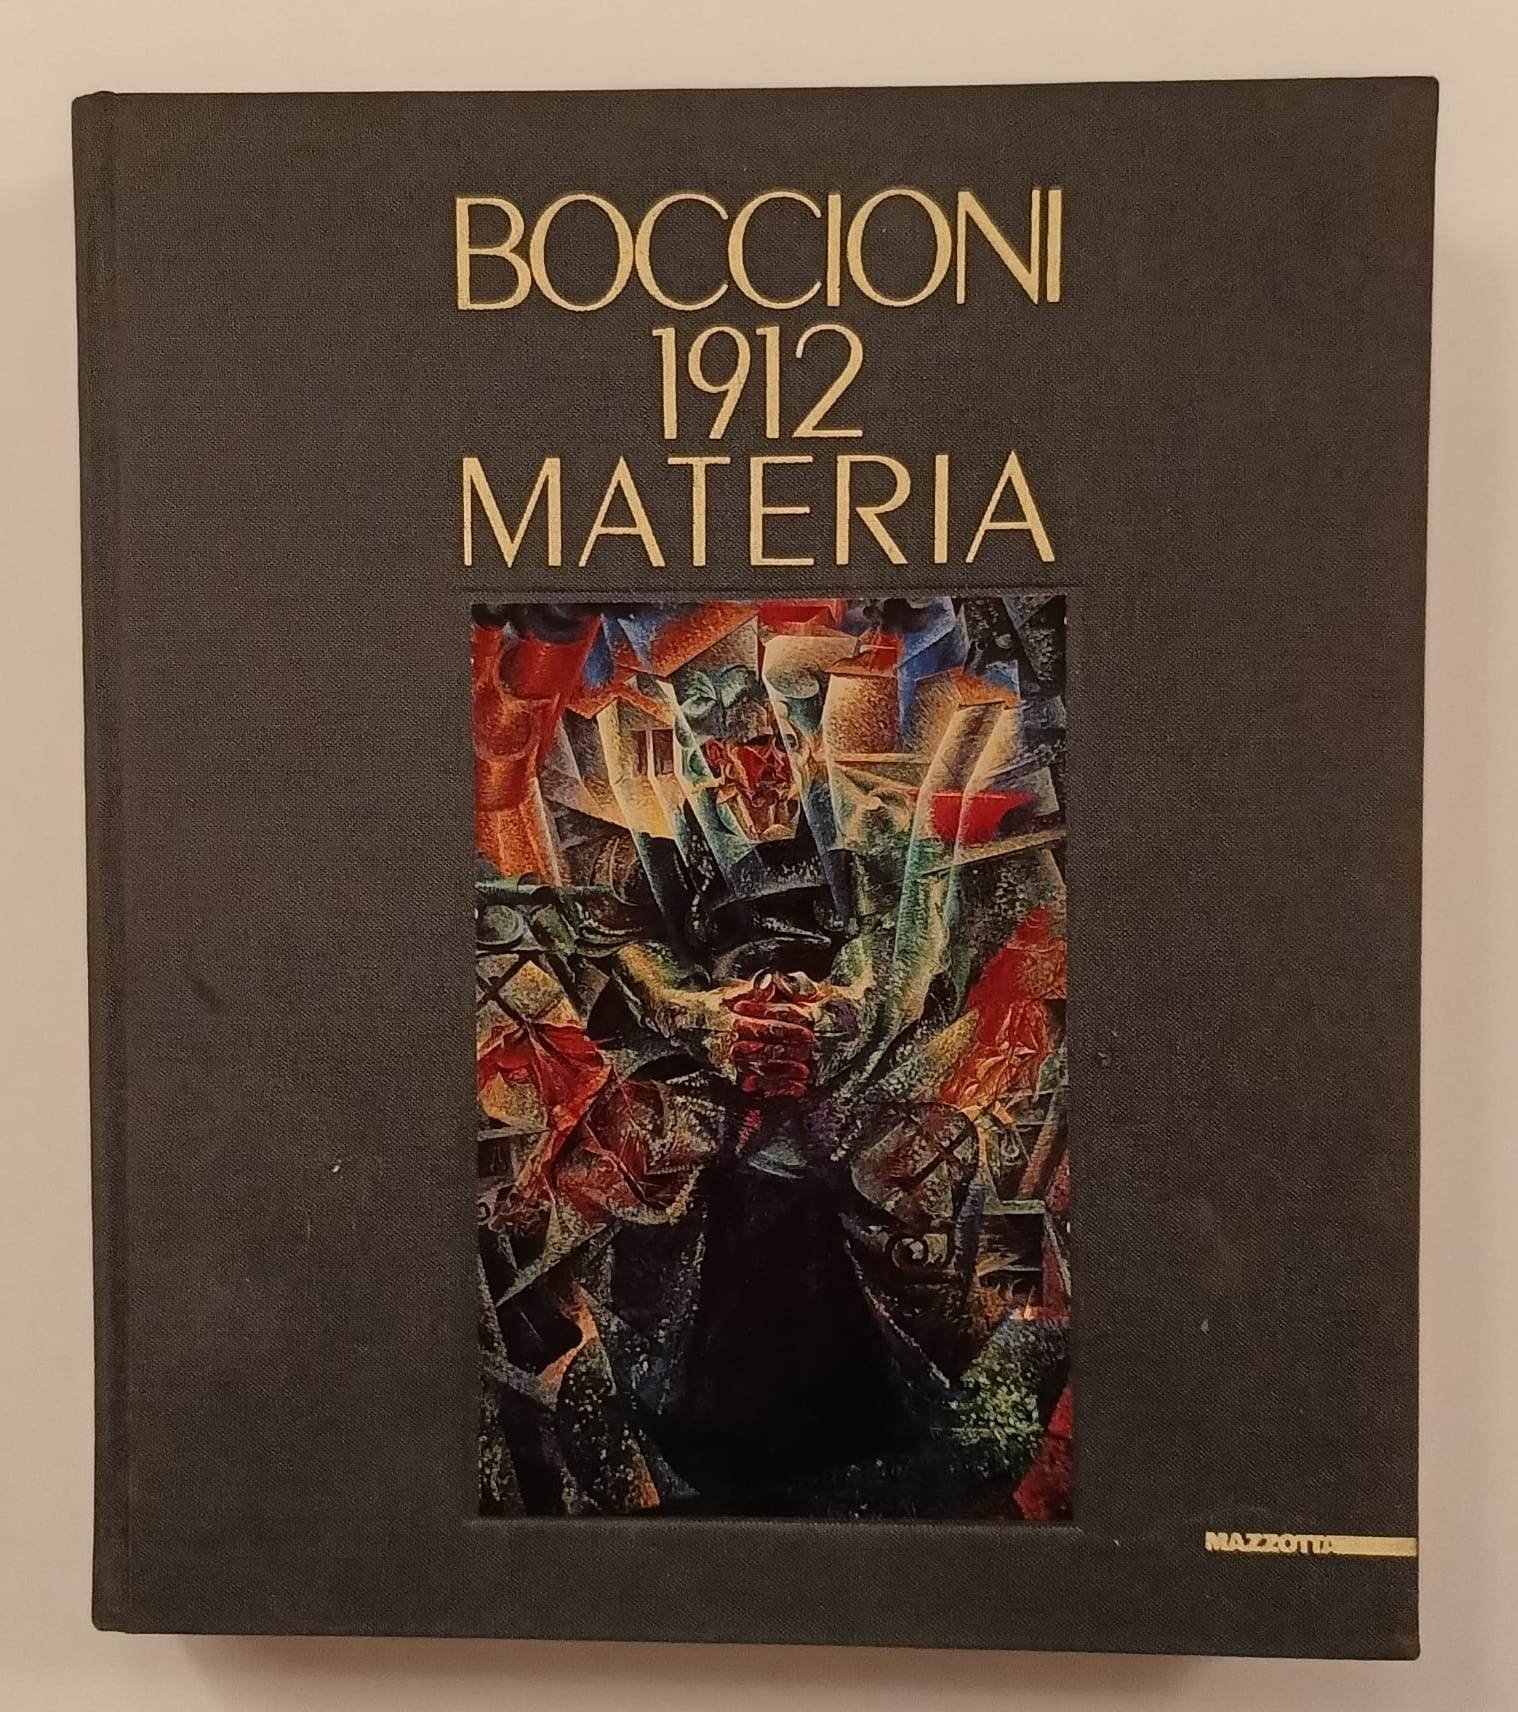 BOCCIONI
1912
MATERIA
MAZZOTTA